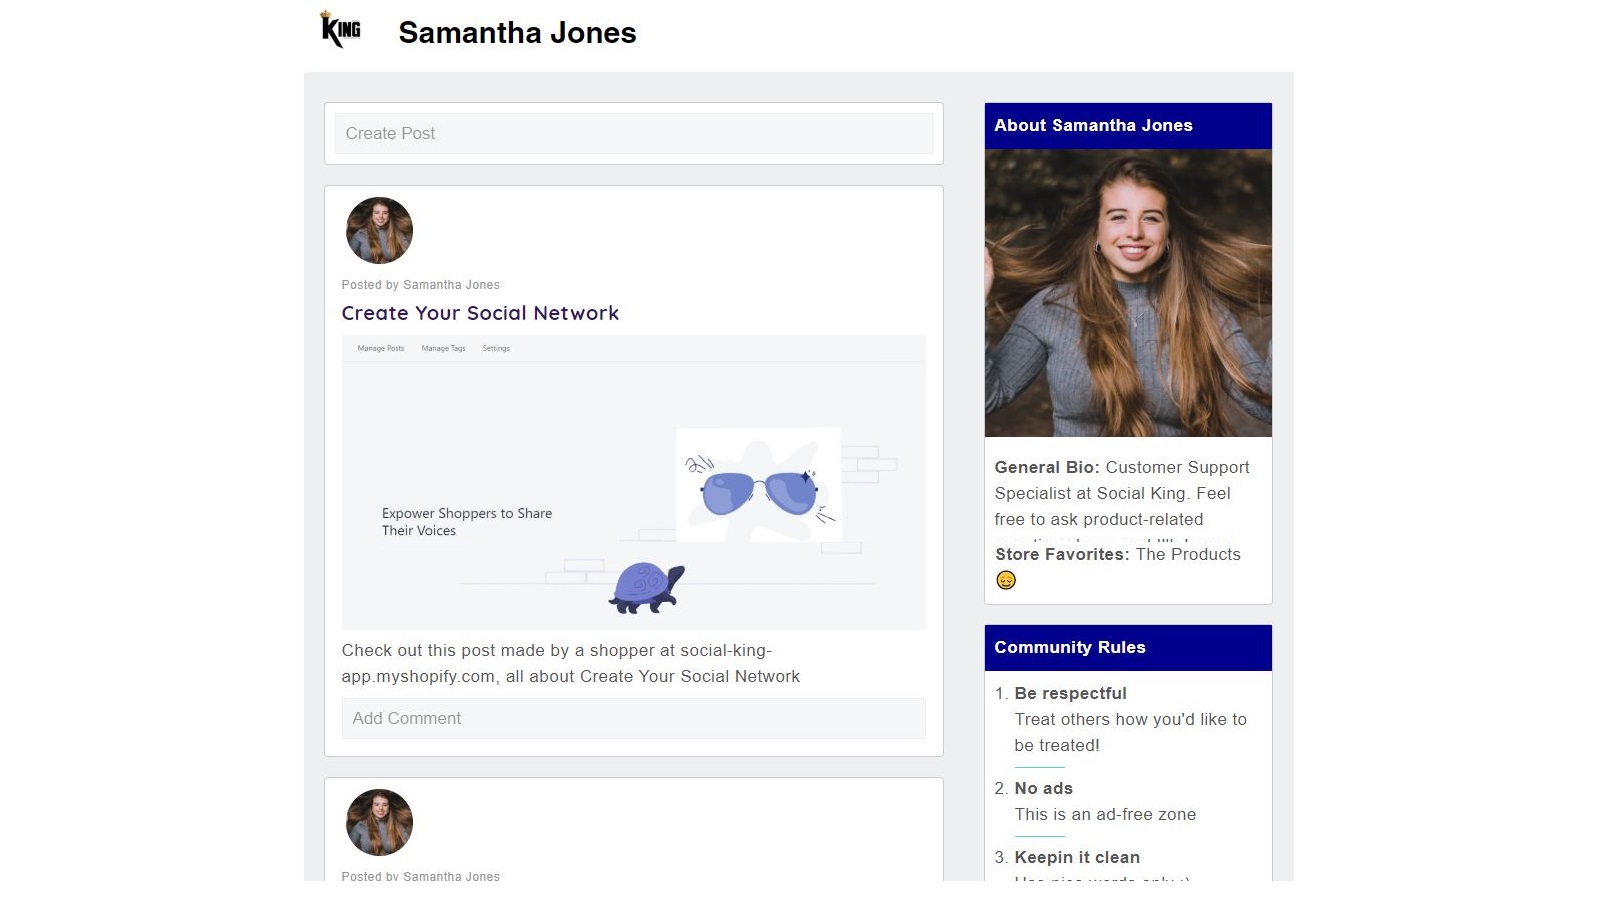 KING
Samantha Jones
Create Post
Posted by Samantha Jones
Create Your Social Network
Manage Posts Manage Tags Settings
Expower Shoppers to Share
Their Voices
Check out this post made by a shopper at social-king-
app.myshopify.com, all about Create Your Social Network
Add Comment
Posted by Samantha Jones
About Samantha Jones
General Bio: Customer Support
Specialist at Social King. Feel
free to ask product-related
Store Favorites: The Products
😌
Community Rules
1. Be respectful
Treat others how you'd like to
be treated!
2. No ads
This is an ad-free zone
3. Keepin it clean